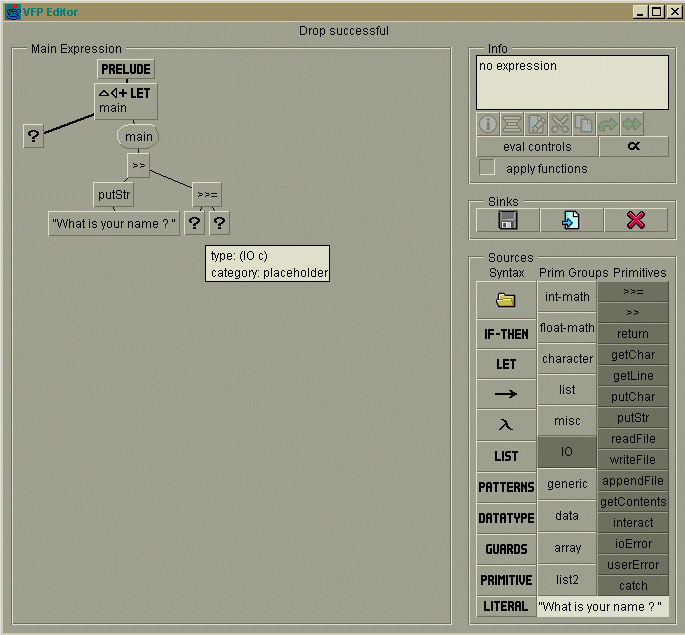 VFP Editor
Drop successful
Main Expression
PRELUDE
LET
main
?
main
>>
putStr
>>=
"What is your name ? "
?
?
type: (IO c)
category: placeholder
Info
no expression
eval controls
∝
apply functions
Sinks
Sources
Syntax Prim Groups Primitives
IF-THEN
LET
→
λ
LIST
PATTERNS
DATATYPE
GUARDS
PRIMITIVE
LITERAL
int-math
float-math
character
list
misc
IO
generic
data
array
list2
>>=
>>
return
getChar
getLine
putChar
putStr
readFile
writeFile
appendFile
getContents
interact
ioError
userError
catch
"What is your name ? "